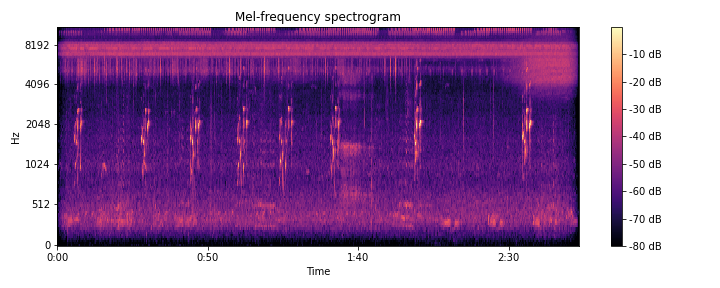 Mel-frequency spectrogram
8192
4096
2048
1024
512
0
Hz
0:00
0:50
1:40
2:30
Time
-10 dB
-20 dB
-30 dB
-40 dB
-50 dB
-60 dB
-70 dB
-80 dB